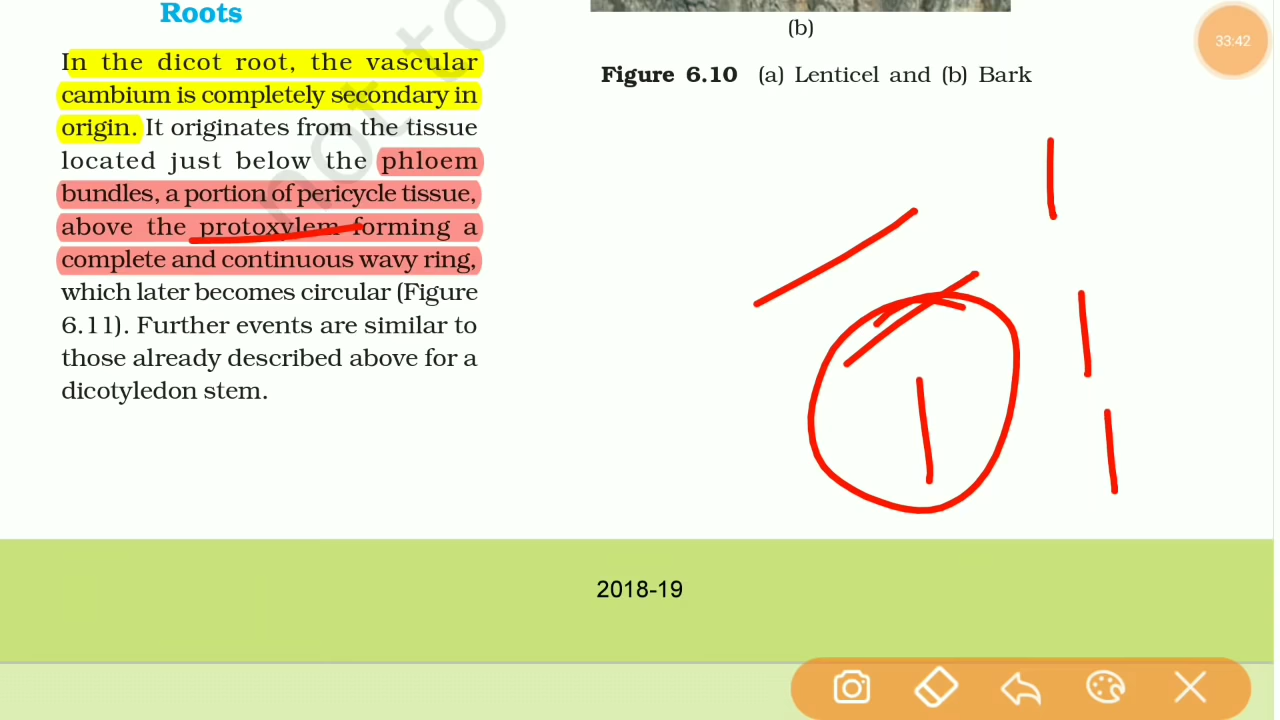 Roots
In the dicot root, the vascular
cambium is completely secondary in
origin. It originates from the tissue
located just below the phloem
bundles, a portion of pericycle tissue,
above the protoxylem forming a
complete and continuous wavy ring,
which later becomes circular (Figure
6.11). Further events are similar to
those already described above for a
dicotyledon stem.
not to
(b)
Figure 6.10 (a) Lenticel and (b) Bark
33:42
2018-19